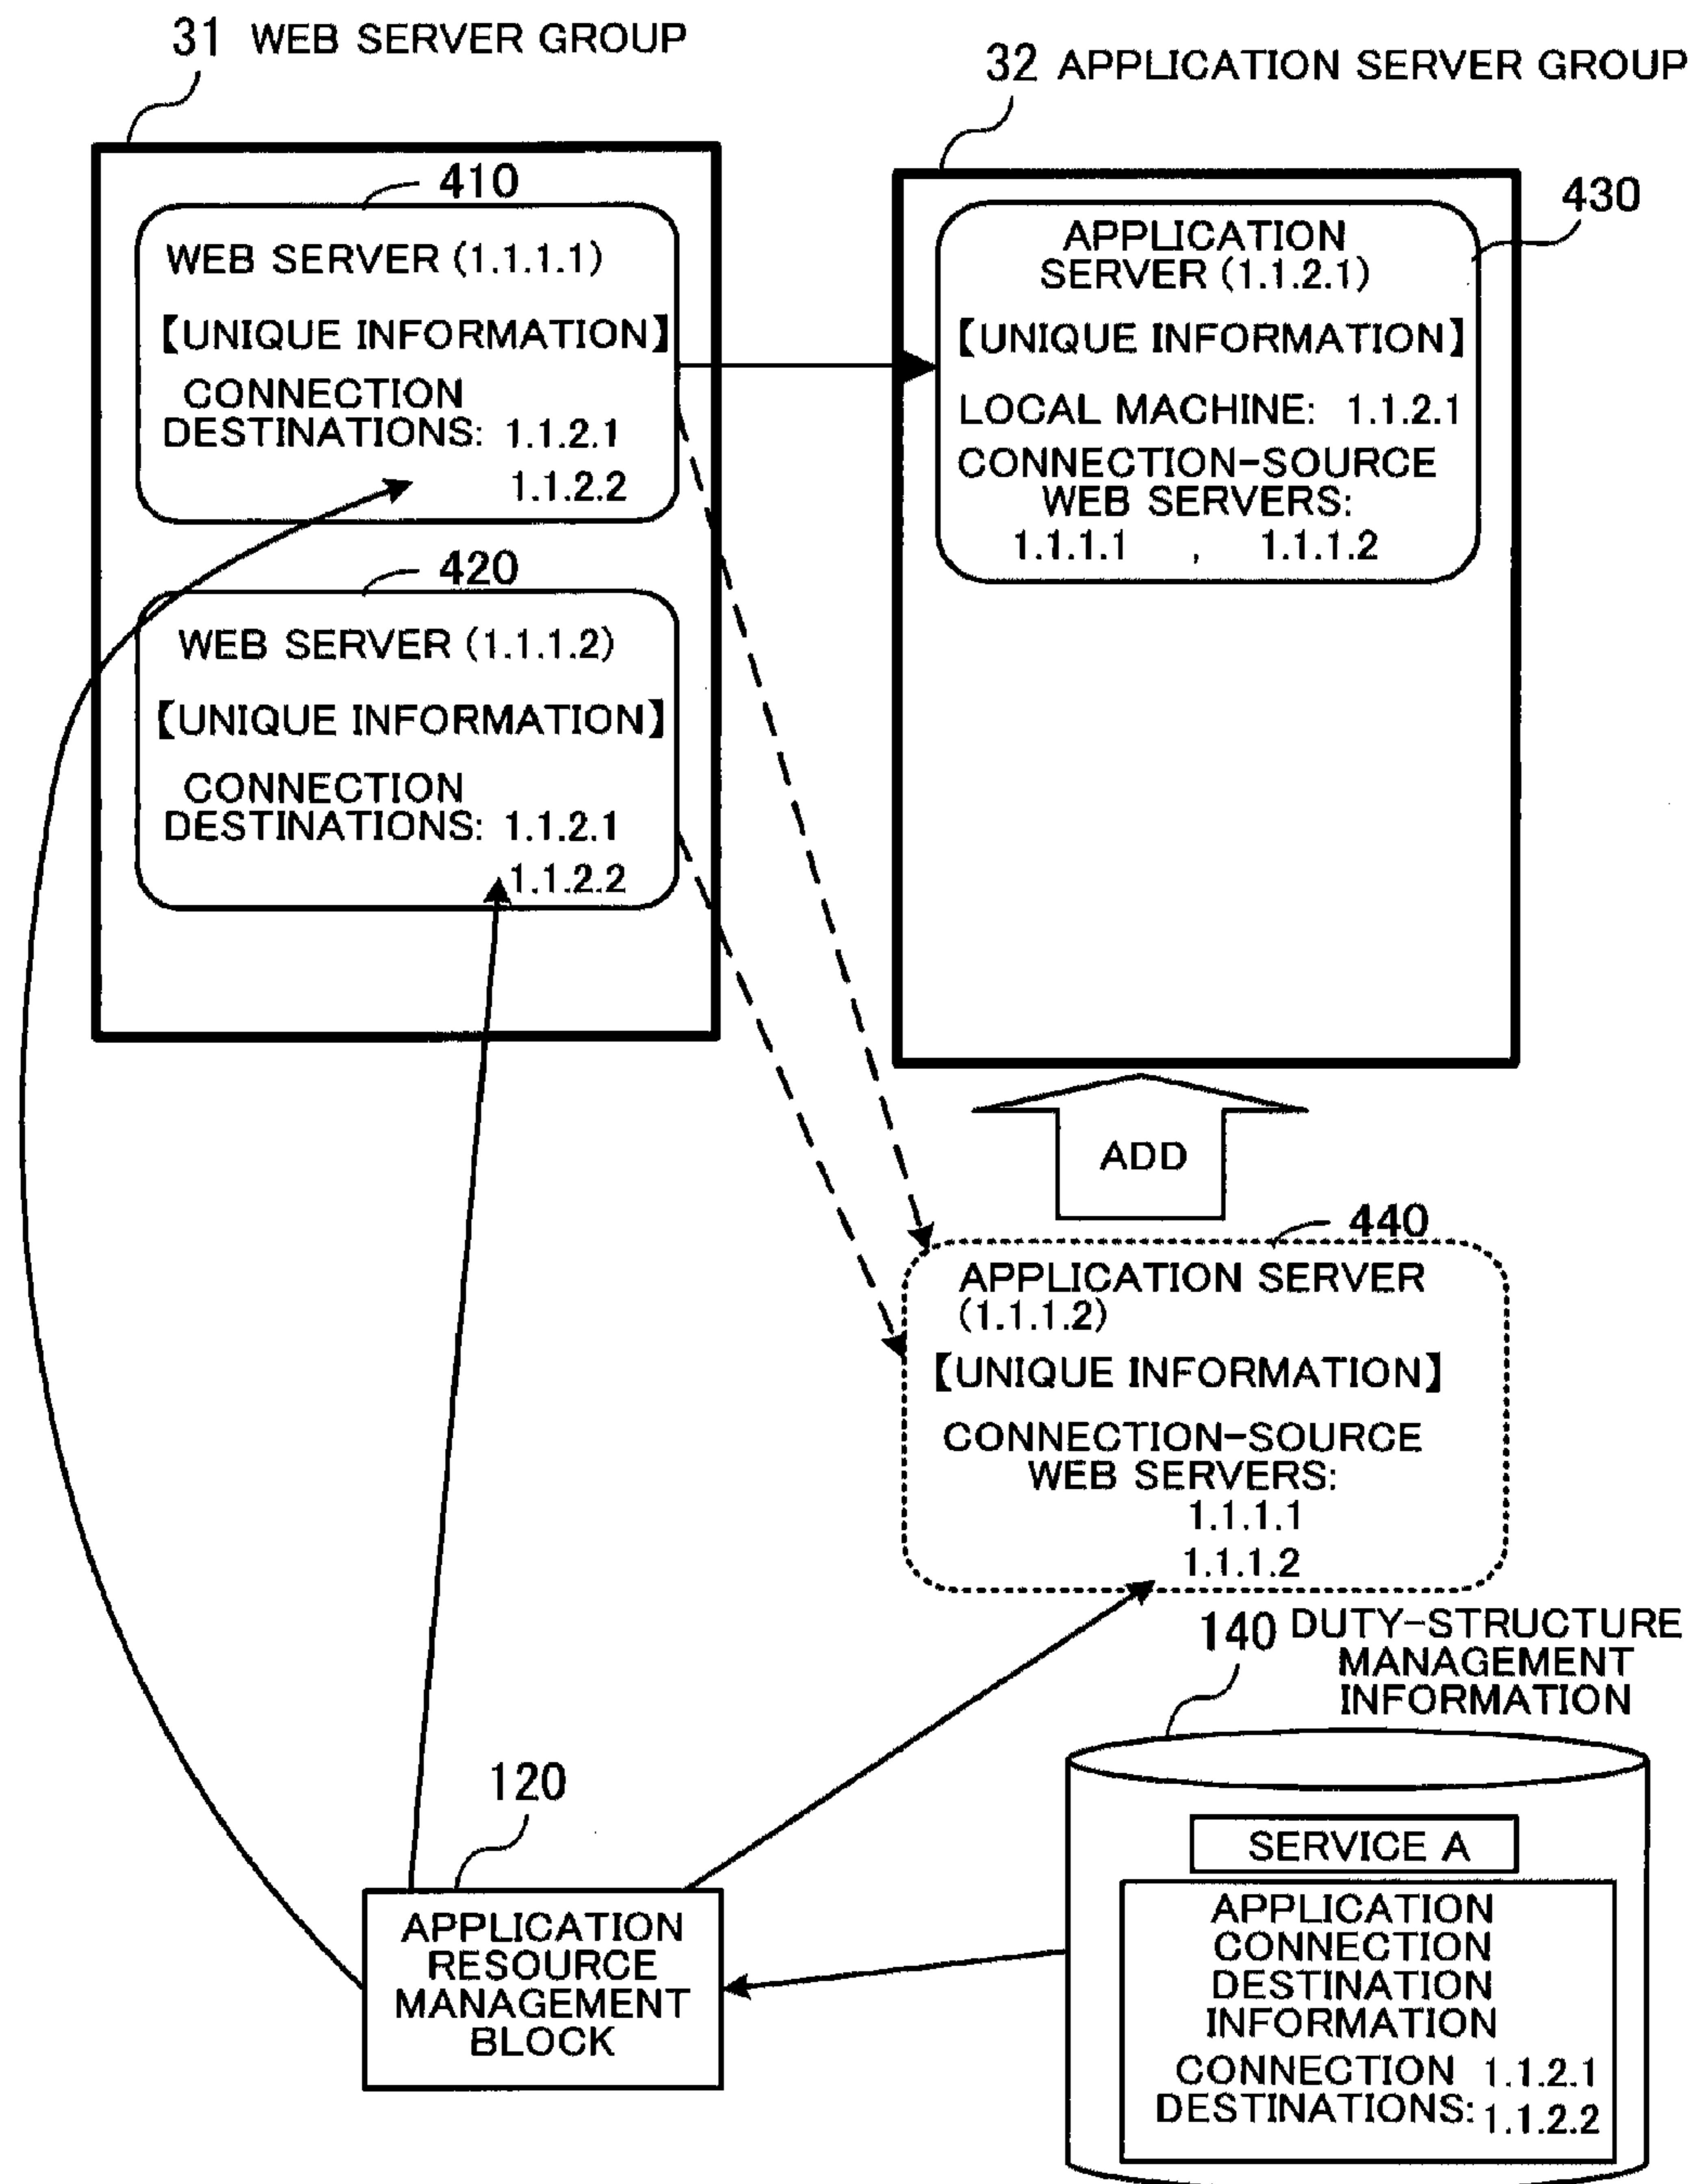 31 WEB SERVER GROUP
32 APPLICATION SERVER GROUP
410
WEB SERVER (1.1.1.1)
【UNIQUE INFORMATION】
CONNECTION
DESTINATIONS: 1.1.2.1
1.1.2.2
420
WEB SERVER (1.1.1.2)
【UNIQUE INFORMATION】
CONNECTION
DESTINATIONS: 1.1.2.1
1.1.2.2
430
APPLICATION
SERVER (1.1.2.1)
【UNIQUE INFORMATION】
LOCAL MACHINE: 1.1.2.1
CONNECTION-SOURCE
WEB SERVERS:
1.1.1.1 , 1.1.1.2
ADD
440
APPLICATION SERVER
(1.1.1.2)
【UNIQUE INFORMATION】
CONNECTION-SOURCE
WEB SERVERS:
1.1.1.1
1.1.1.2
140 DUTY-STRUCTURE
MANAGEMENT
INFORMATION
SERVICE A
APPLICATION
CONNECTION
DESTINATION
INFORMATION
CONNECTION 1.1.2.1
DESTINATIONS: 1.1.2.2
120
APPLICATION
RESOURCE
MANAGEMENT
BLOCK